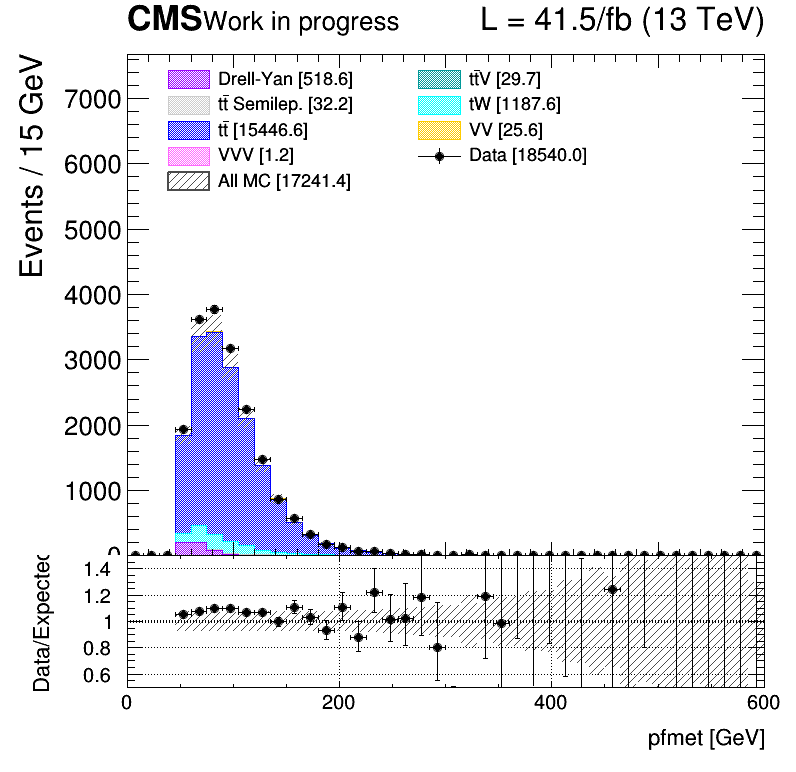 CMS Work in progress L = 41.5/fb (13 TeV)
Events / 15 GeV
7000
6000
5000
4000
3000
2000
1000
0
Drell-Yan [518.6]
tt̄ Semilep. [32.2]
tt̄ [15446.6]
VVV [1.2]
All MC [17241.4]
tt̄V [29.7]
tW [1187.6]
VV [25.6]
Data [18540.0]
Data/Expected
1.4
1.2
1
0.8
0.6
0 200 400 600
pfmet [GeV]